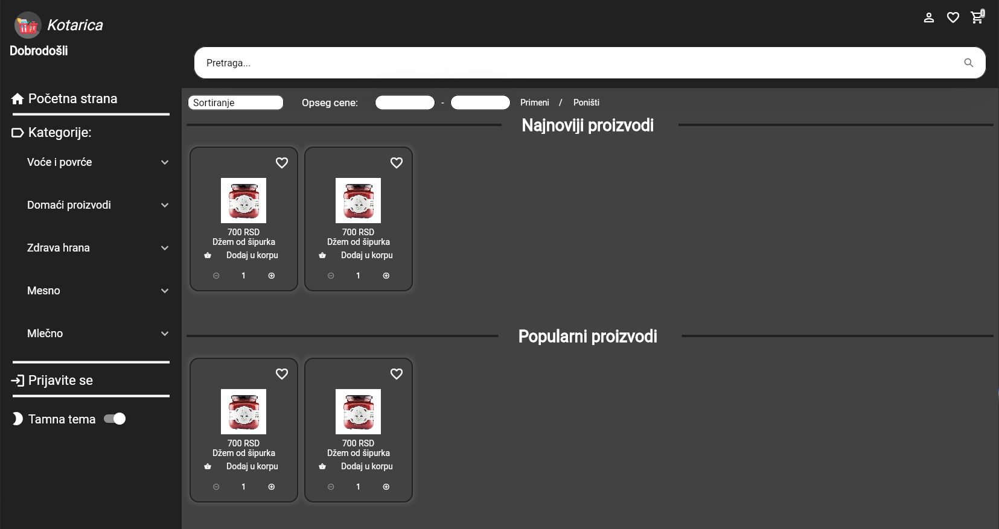 Kotarica
0
Dobrodošli
Pretraga...
Početna strana
Kategorije:
Voće i povrće
Domaći proizvodi
Zdrava hrana
Mesno
Mlečno
Prijavite se
Tamna tema
Sortiranje
Opseg cene:
-
Primeni / Poništi
Najnoviji proizvodi
700 RSD
Džem od šipurka
Dodaj u korpu
1
700 RSD
Džem od šipurka
Dodaj u korpu
1
Popularni proizvodi
700 RSD
Džem od šipurka
Dodaj u korpu
1
700 RSD
Džem od šipurka
Dodaj u korpu
1